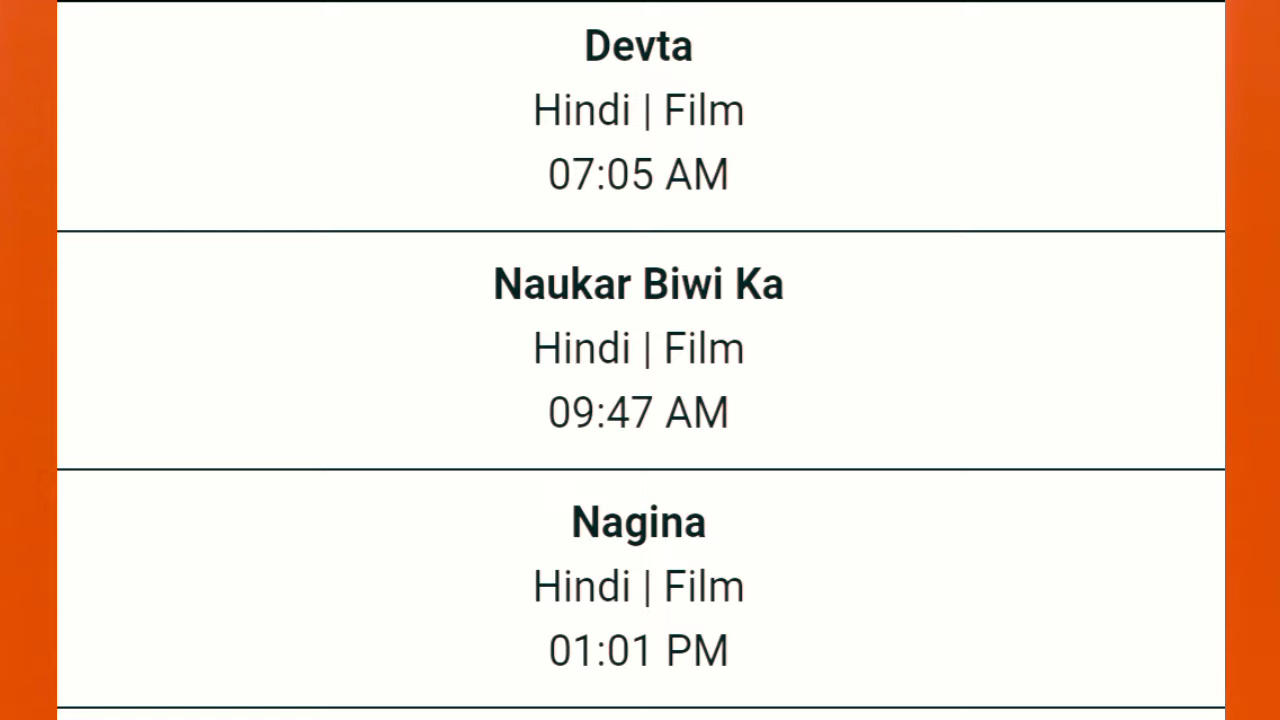 Devta
Hindi | Film
07:05 AM
Naukar Biwi Ka
Hindi | Film
09:47 AM
Nagina
Hindi | Film
01:01 PM